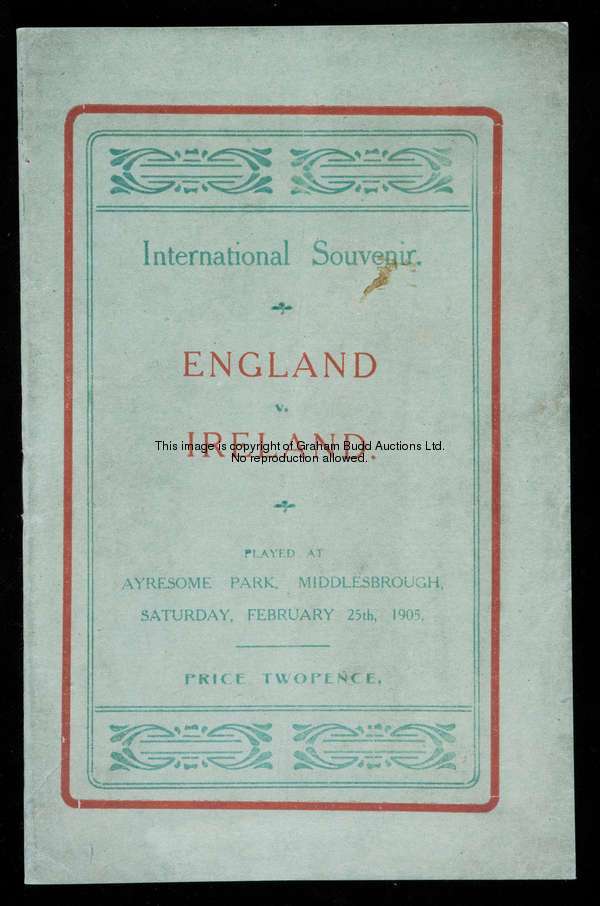 International Souvenir.
ENGLAND
v.
IRELAND.
This image is copyright of Graham Budd Auctions Ltd.
No reproduction allowed.
PLAYED AT
AYRESOME PARK, MIDDLESBROUGH,
SATURDAY, FEBRUARY 25th, 1905.
PRICE TWOPENCE.